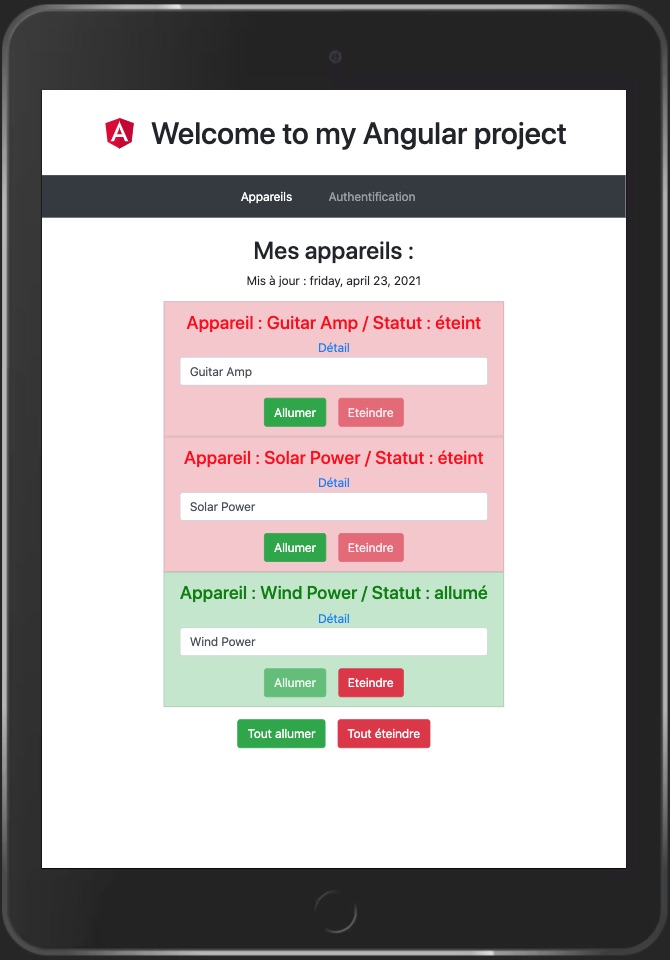 Welcome to my Angular project
Appareils Authentification
Mes appareils :
Mis à jour : friday, april 23, 2021
Appareil : Guitar Amp / Statut : éteint
Détail
Guitar Amp
Allumer Eteindre
Appareil : Solar Power / Statut : éteint
Détail
Solar Power
Allumer Eteindre
Appareil : Wind Power / Statut : allumé
Détail
Wind Power
Allumer Eteindre
Tout allumer Tout éteindre